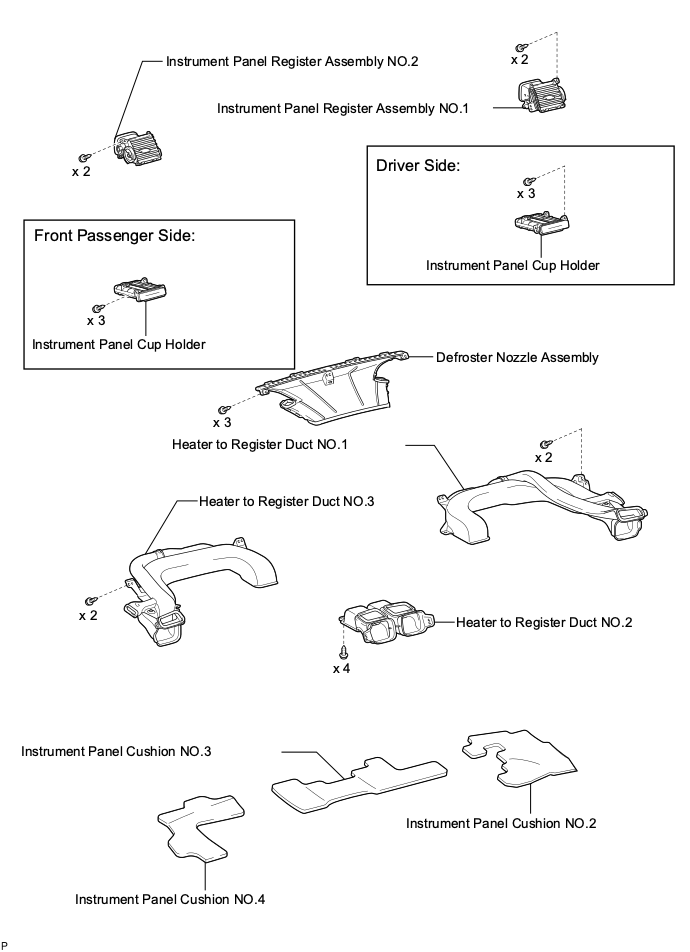 x 2
Instrument Panel Register Assembly NO.2
Instrument Panel Register Assembly NO.1
x 2
Driver Side:
x 3
Instrument Panel Cup Holder
Front Passenger Side:
x 3
Instrument Panel Cup Holder
Defroster Nozzle Assembly
x 3
Heater to Register Duct NO.1
x 2
Heater to Register Duct NO.3
x 2
Heater to Register Duct NO.2
x 4
Instrument Panel Cushion NO.3
Instrument Panel Cushion NO.2
Instrument Panel Cushion NO.4
P